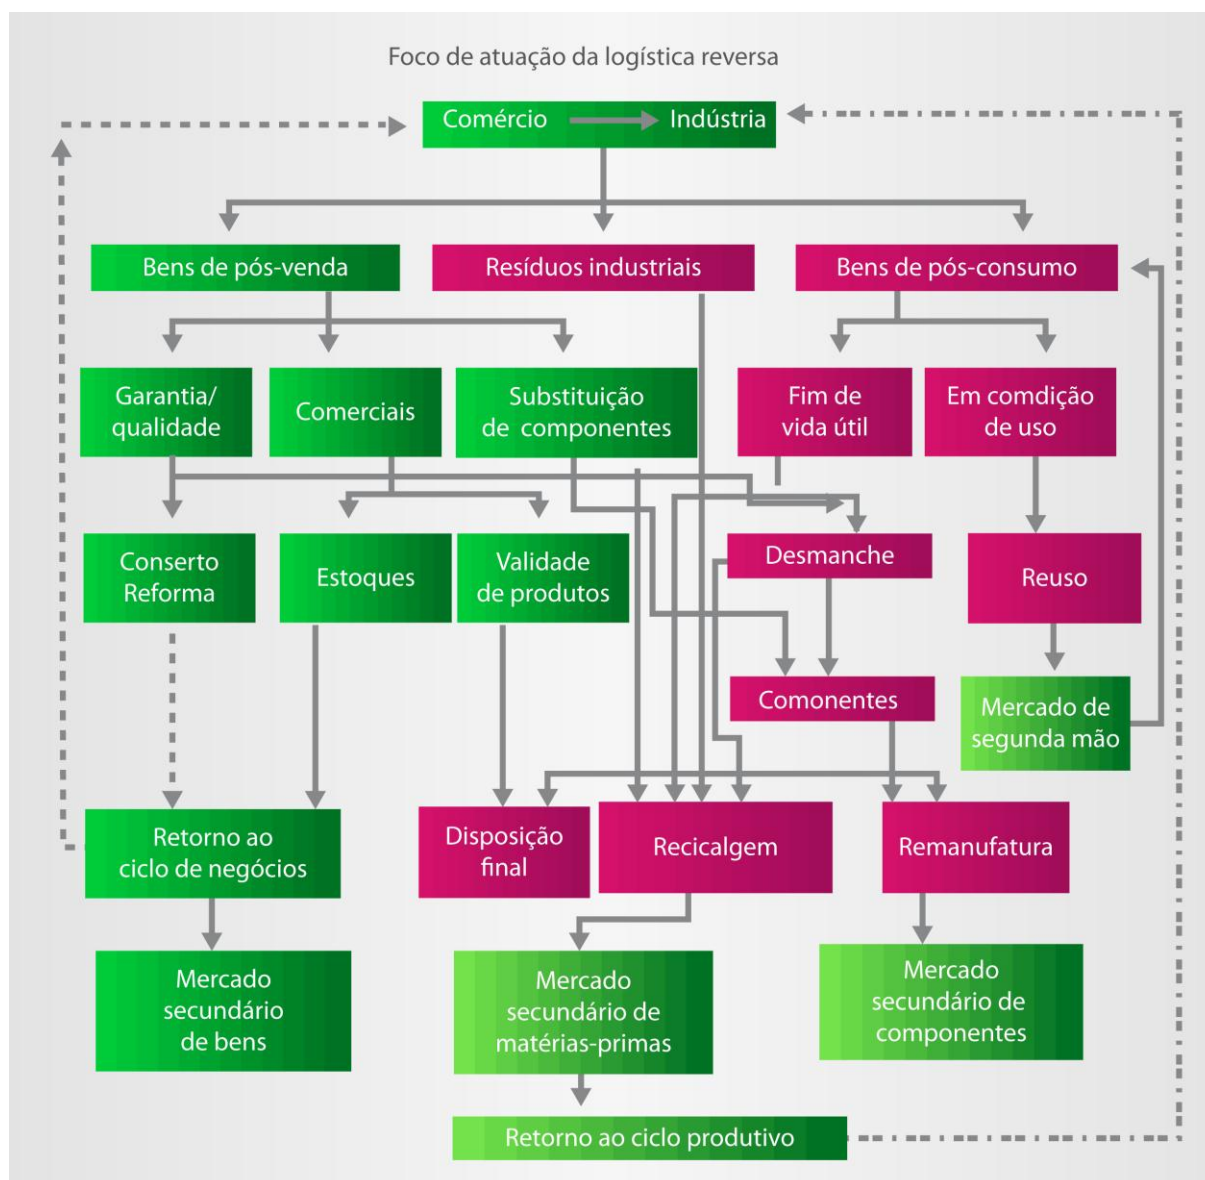 Foco de atuação da logística reversa
Comércio Indústria
Bens de pós-venda
Resíduos industriais
Bens de pós-consumo
Garantia/
qualidade
Comerciais
Substituição
de componentes
Fim de
vida útil
Em comdição
de uso
Conserto
Reforma
Estoques
Validade
de produtos
Desmanche
Reuso
Comonentes
Mercado de
segunda mão
Retorno ao
ciclo de negócios
Disposição
final
Recicalgem
Remanufatura
Mercado
secundário
de bens
Mercado
secundário de
matérias-primas
Mercado
secundário de
componentes
Retorno ao ciclo produtivo